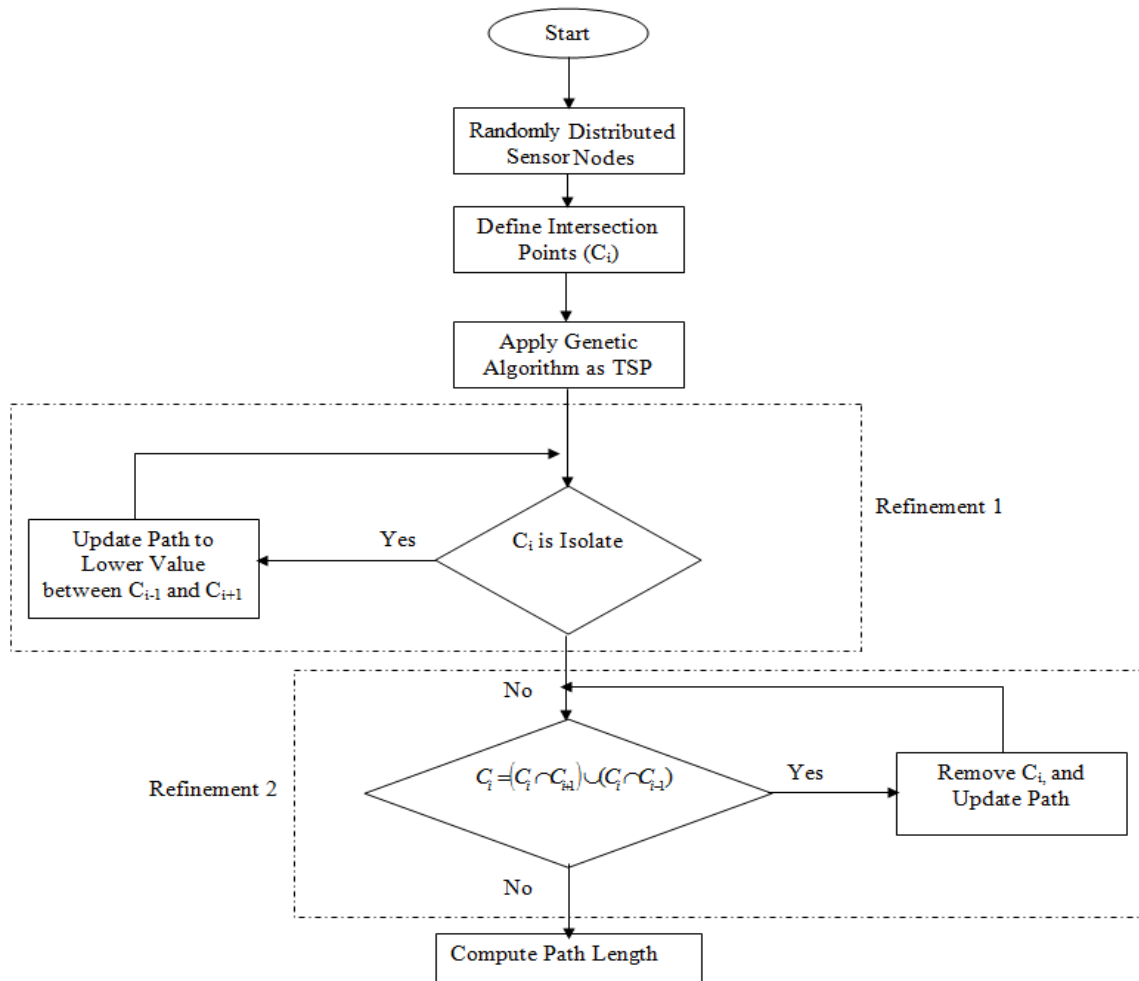 Start
Randomly Distributed
Sensor Nodes
Define Intersection
Points (Cᵢ)
Apply Genetic
Algorithm as TSP
Refinement 1
Cᵢ is Isolate
Yes
Update Path to
Lower Value
between Cᵢ₋₁ and Cᵢ₊₁
No
Refinement 2
Cᵢ=(Cᵢ∩Cᵢ₊₁)∪(Cᵢ∩Cᵢ₋₁)
Yes
Remove Cᵢ, and
Update Path
No
Compute Path Length